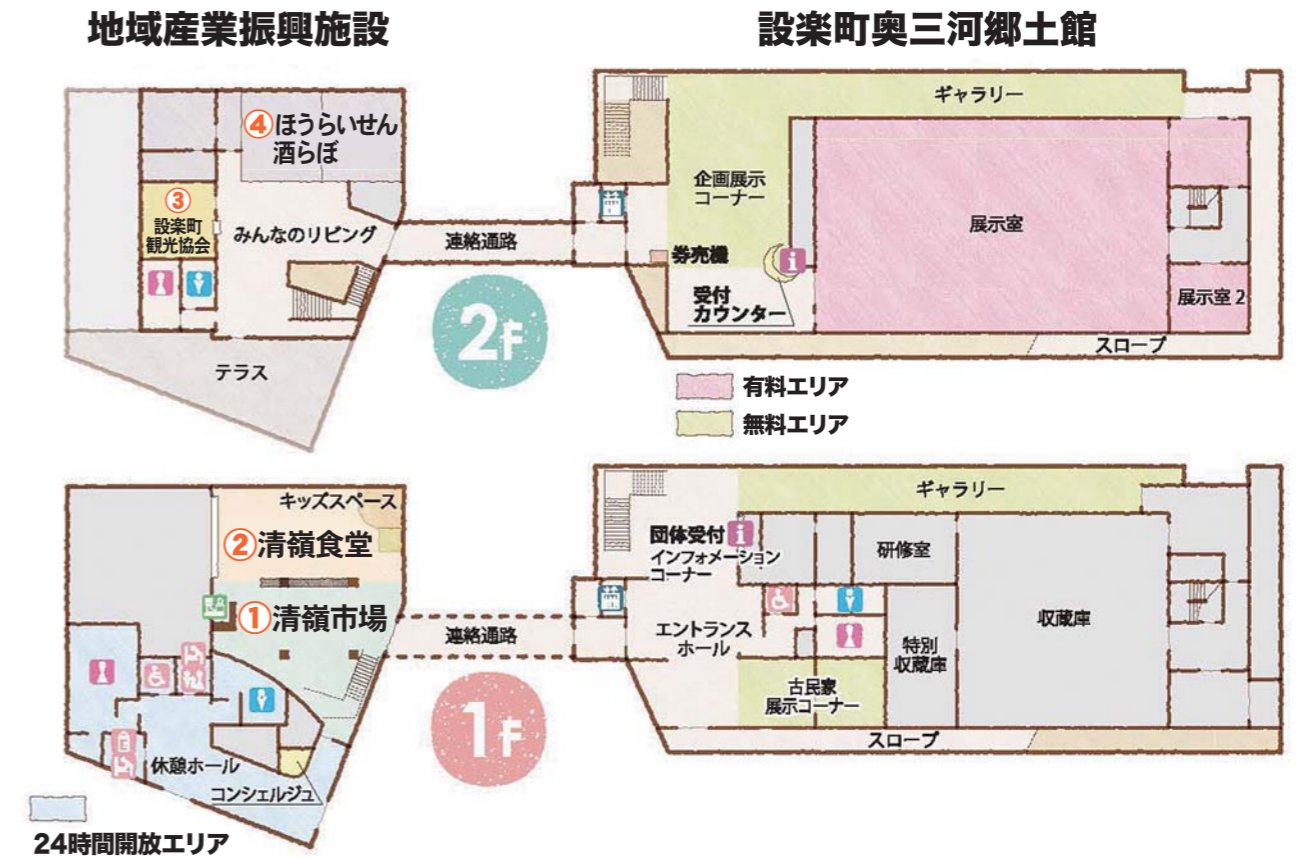 地域産業振興施設
設楽町奥三河郷土館
④ほうらいせん
酒らぼ
③
設楽町
観光協会
みんなのリビング
テラス
連絡通路
2F
ギャラリー
企画展示
コーナー
券売機
受付
カウンター
展示室
展示室2
スロープ
有料エリア
無料エリア
キッズスペース
②清嶺食堂
①清嶺市場
休憩ホール
コンシェルジュ
24時間開放エリア
連絡通路
1F
ギャラリー
団体受付
インフォメーション
コーナー
エントランス
ホール
研修室
特別
収蔵庫
収蔵庫
古民家
展示コーナー
スロープ